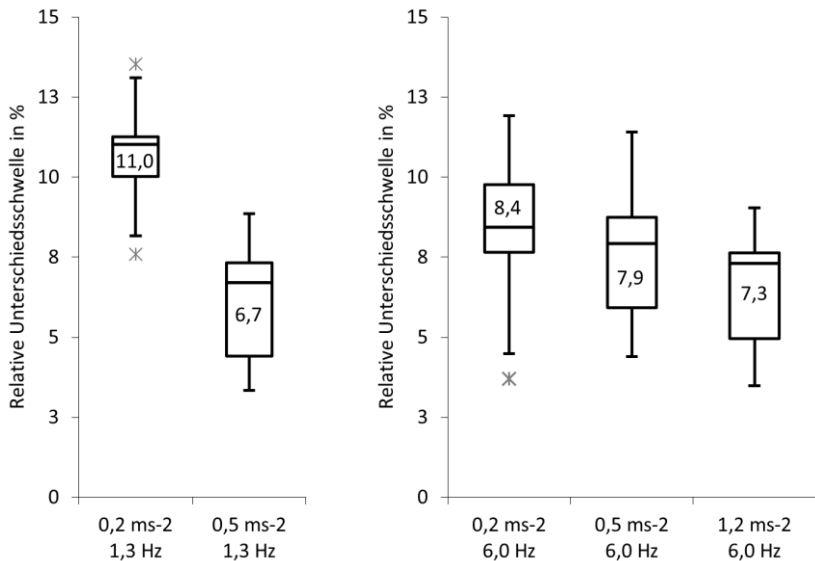 Relative Unterschiedsschwelle in %
15
13
10
8
5
3
0
11,0
6,7
0,2 ms-2
1,3 Hz
0,5 ms-2
1,3 Hz
Relative Unterschiedsschwelle in %
15
13
10
8
5
3
0
8,4
7,9
7,3
0,2 ms-2
6,0 Hz
0,5 ms-2
6,0 Hz
1,2 ms-2
6,0 Hz